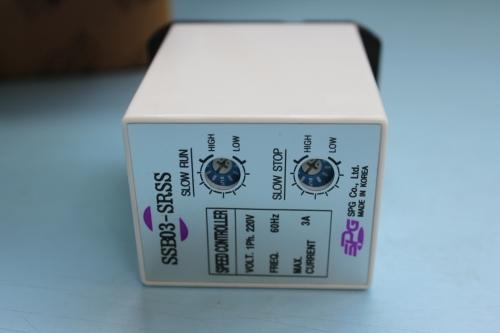 SSB03-SRSS
SLOW RUN
HIGH
LOW
SLOW STOP
HIGH
LOW
SPEED CONTROLLER
VOLT. 1Ph. 220V
FREQ. 60Hz
MAX.
CURRENT 3A
SPG
SPG Co., Ltd.
MADE IN KOREA